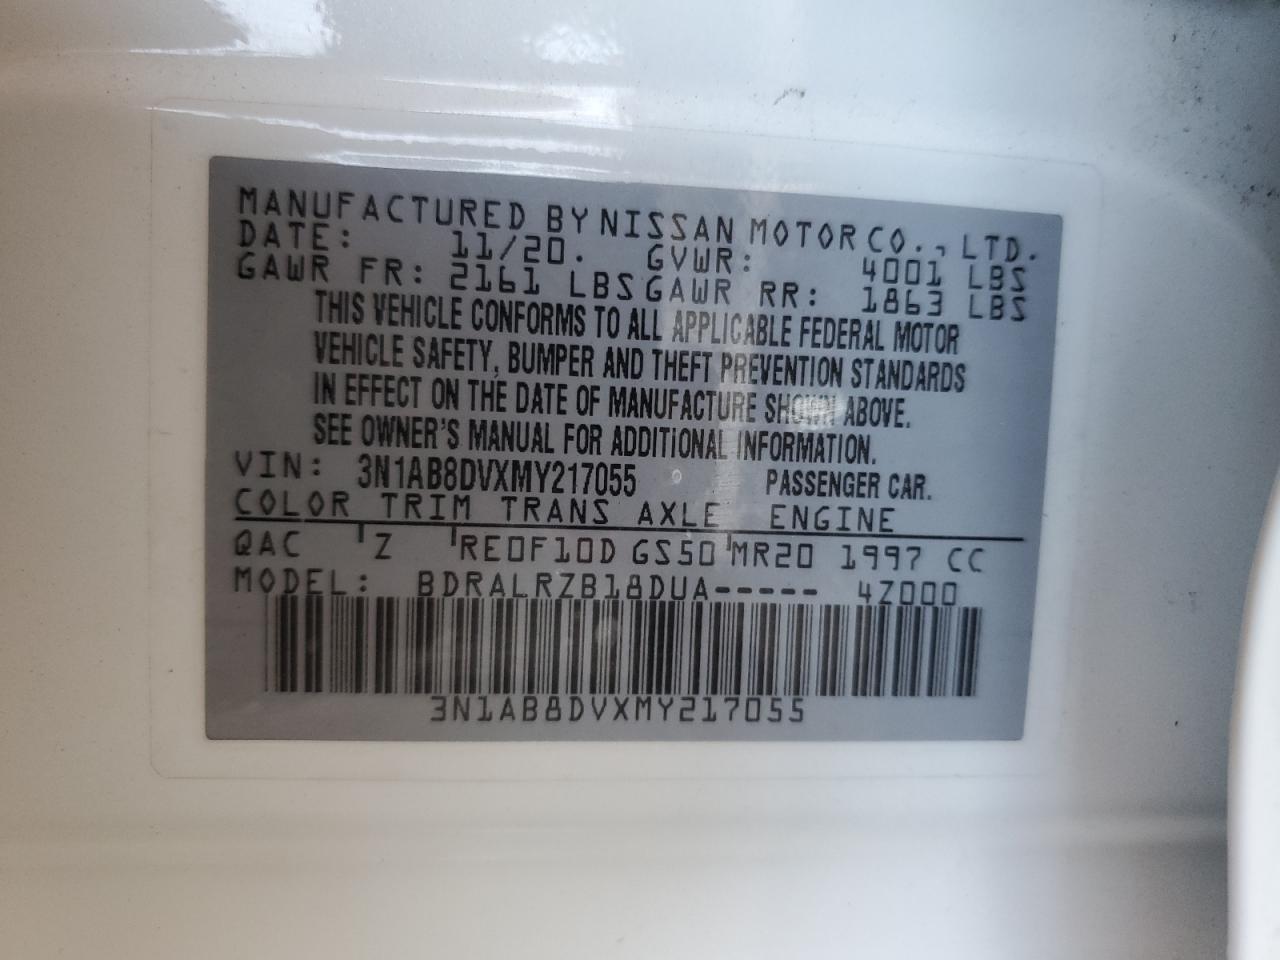 MANUFACTURED BY NISSAN MOTOR CO., LTD.
DATE: 11/20. GVWR: 4001 LBS
GAWR FR: 2161 LBS GAWR RR: 1863 LBS
THIS VEHICLE CONFORMS TO ALL APPLICABLE FEDERAL MOTOR
VEHICLE SAFETY, BUMPER AND THEFT PREVENTION STANDARDS
IN EFFECT ON THE DATE OF MANUFACTURE SHOWN ABOVE.
SEE OWNER'S MANUAL FOR ADDITIONAL INFORMATION.
VIN: 3N1AB8DVXMY217055 PASSENGER CAR.
COLOR TRIM TRANS AXLE ENGINE
QAC Z RE0F10D GS50 MR20 1997 CC
MODEL: BDRALRZB18DUA----- 4Z000
3N1AB8DVXMY217055